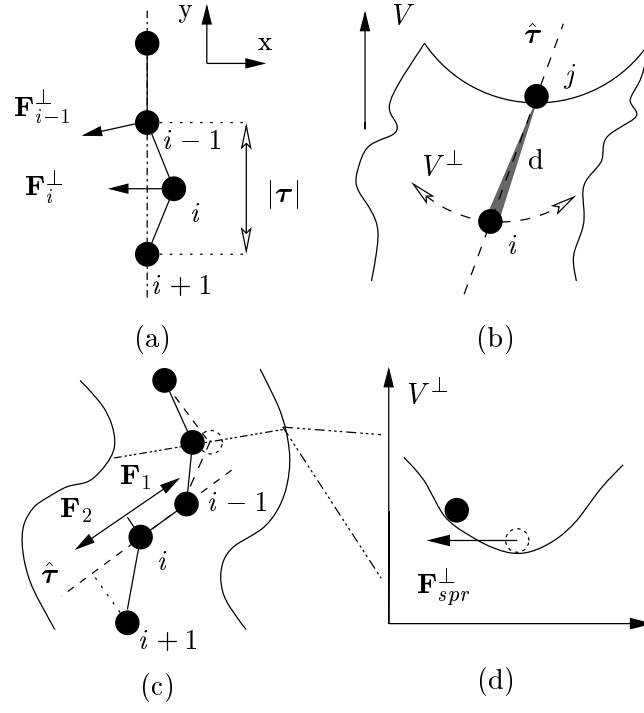 y
x
F⊥i−1
i − 1
F⊥i
i
|τ|
i + 1
(a)
V
τ̂
j
V⊥
d
i
(b)
F1
F2
i − 1
i
τ̂
i + 1
(c)
V⊥
F⊥spr
(d)